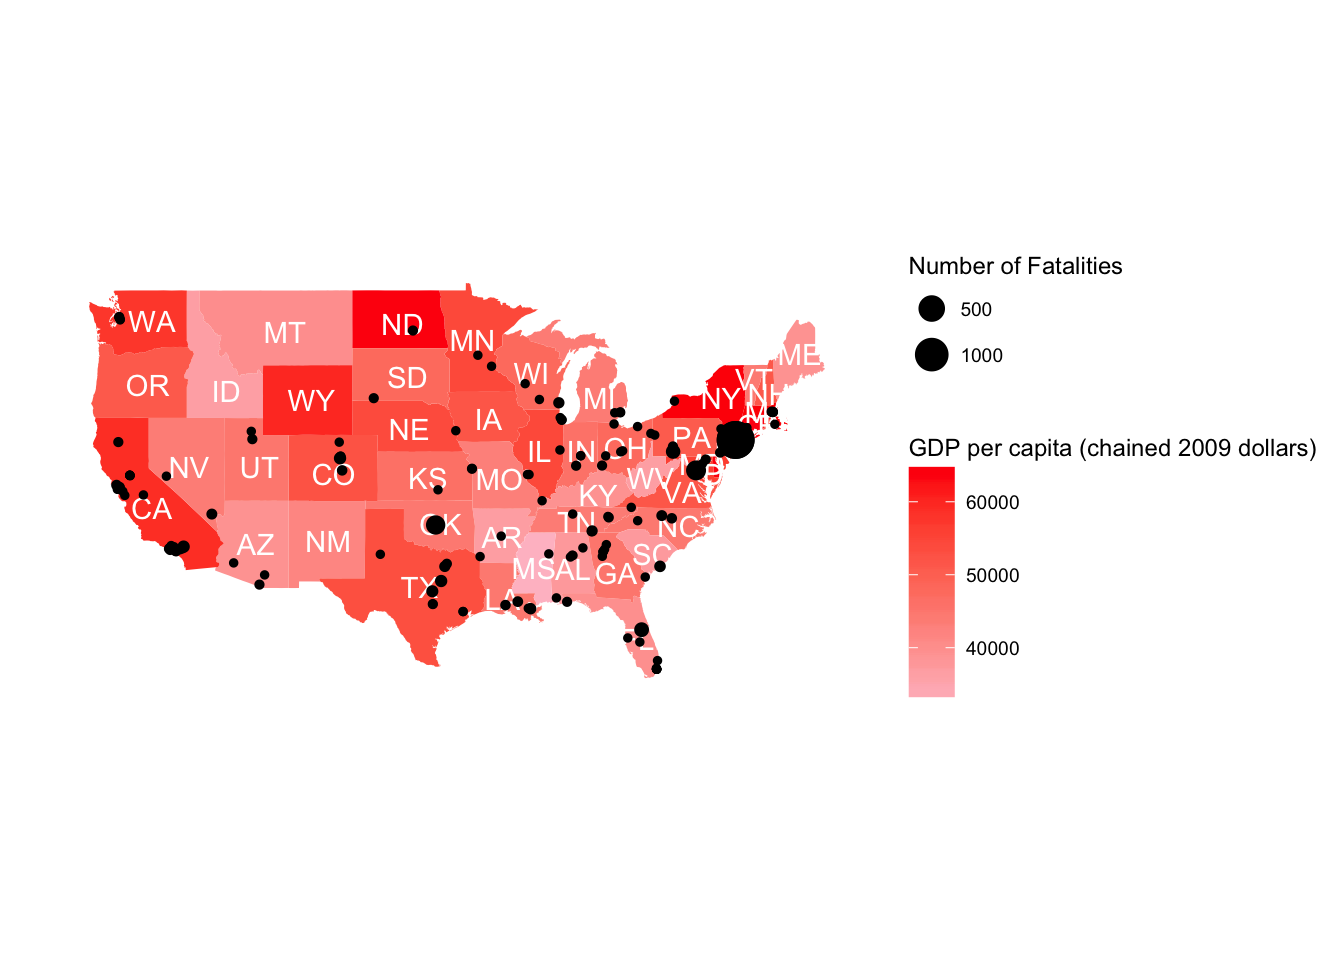 WA
MT
ND
MN
ME
OR
ID
WY
SD
WI
MI
VT
NY
NH
NE
IA
PA
NV
UT
CO
KS
MO
IL
IN
OH
WV
VA
CA
KY
AZ
NM
OK
AR
TN
NC
SC
TX
LA
MS
AL
GA
Number of Fatalities
500
1000
GDP per capita (chained 2009 dollars)
60000
50000
40000